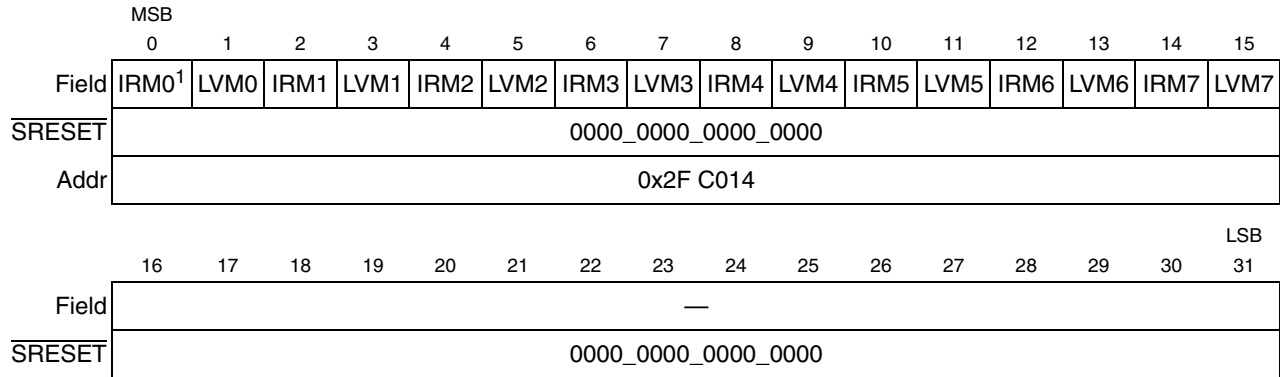 MSB
0 1 2 3 4 5 6 7 8 9 10 11 12 13 14 15
Field IRM0¹ LVM0 IRM1 LVM1 IRM2 LVM2 IRM3 LVM3 IRM4 LVM4 IRM5 LVM5 IRM6 LVM6 IRM7 LVM7
SRESET 0000_0000_0000_0000
Addr 0x2F C014
LSB
16 17 18 19 20 21 22 23 24 25 26 27 28 29 30 31
Field —
SRESET 0000_0000_0000_0000